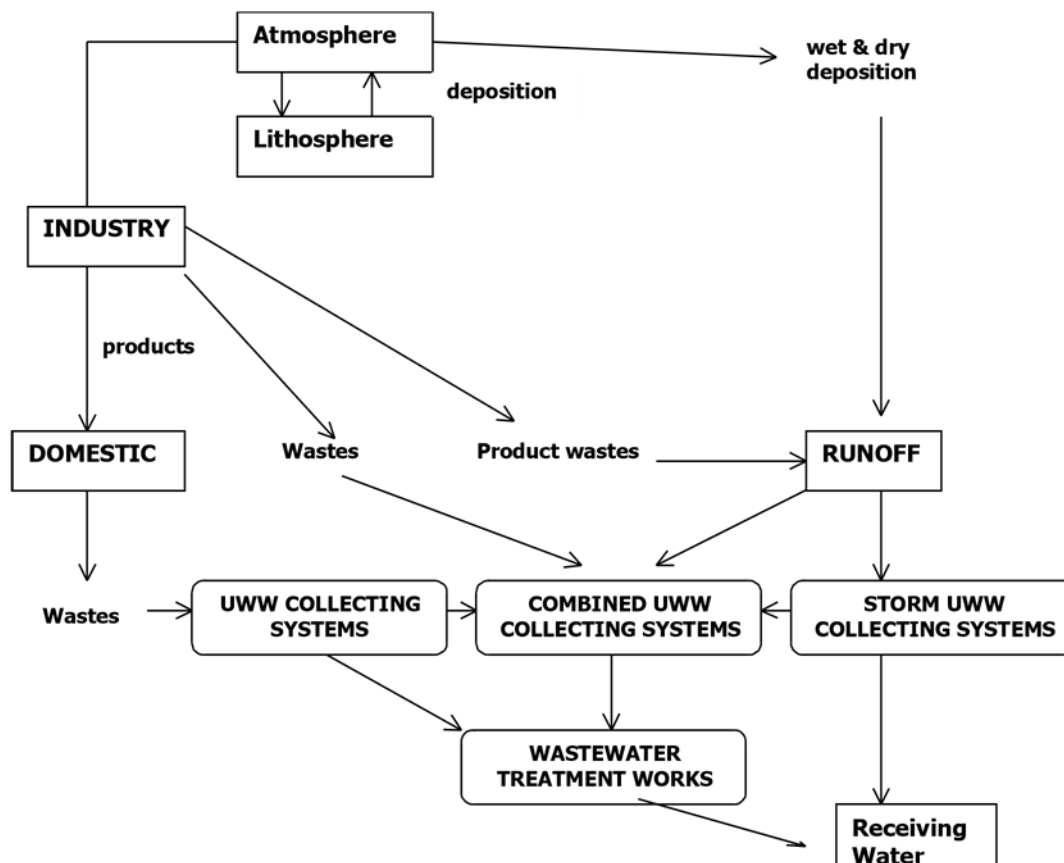 Atmosphere
wet & dry
deposition
deposition
Lithosphere
INDUSTRY
products
DOMESTIC
Wastes
Product wastes
RUNOFF
Wastes
UWW COLLECTING
SYSTEMS
COMBINED UWW
COLLECTING SYSTEMS
STORM UWW
COLLECTING SYSTEMS
WASTEWATER
TREATMENT WORKS
Receiving
Water